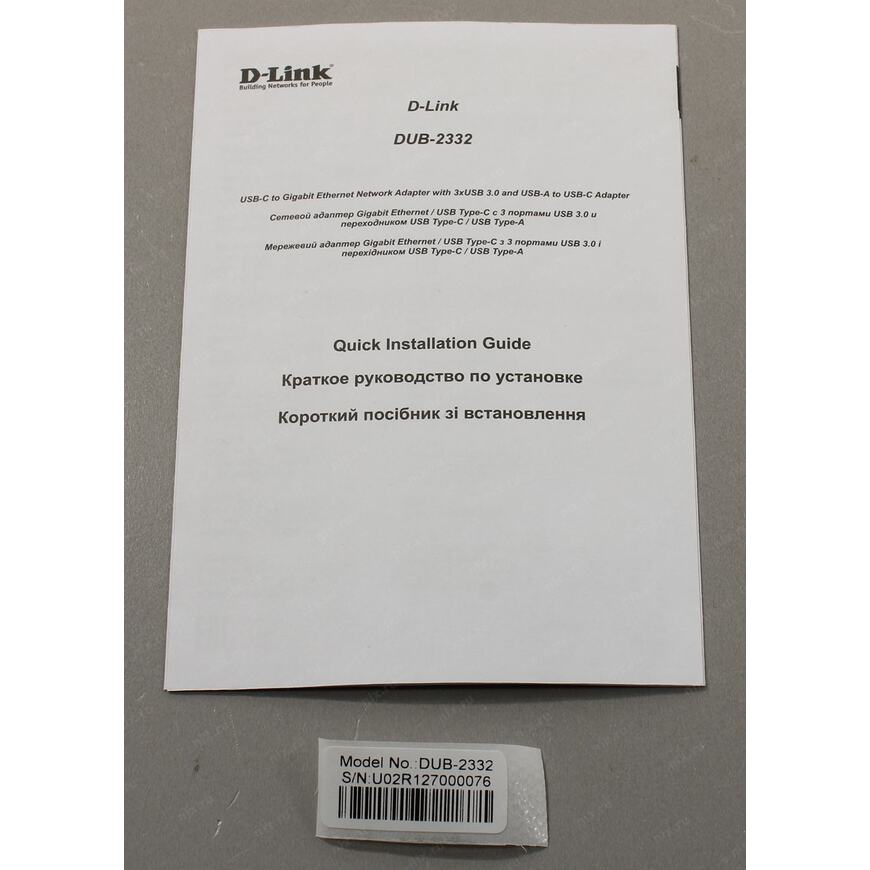 D-Link
Building Networks for People
D-Link
DUB-2332
USB-C to Gigabit Ethernet Network Adapter with 3xUSB 3.0 and USB-A to USB-C Adapter
Сетевой адаптер Gigabit Ethernet / USB Type-C с 3 портами USB 3.0 и
переходником USB Type-C / USB Type-A
Мережевий адаптер Gigabit Ethernet / USB Type-C з 3 портами USB 3.0 і
перехідником USB Type-C / USB Type-A
Quick Installation Guide
Краткое руководство по установке
Короткий посібник зі встановлення
Model No.:DUB-2332
S/N:U02R127000076